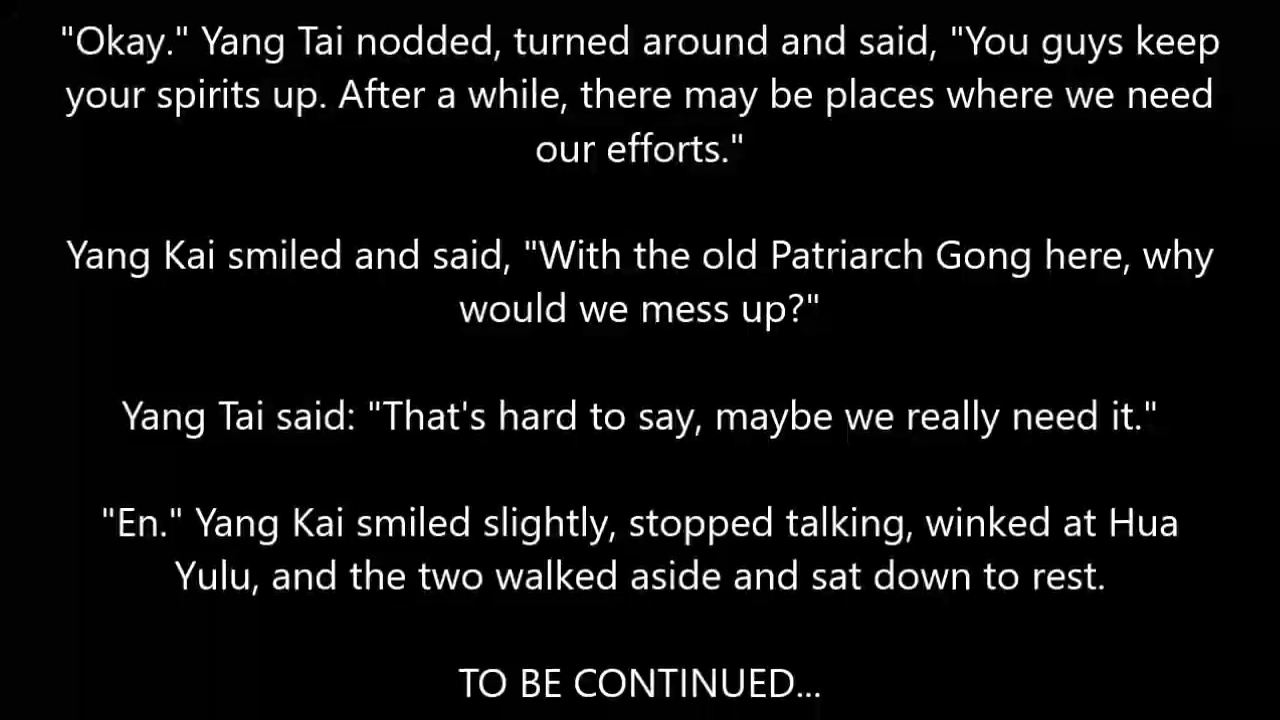 "Okay." Yang Tai nodded, turned around and said, "You guys keep
your spirits up. After a while, there may be places where we need
our efforts."
Yang Kai smiled and said, "With the old Patriarch Gong here, why
would we mess up?"
Yang Tai said: "That's hard to say, maybe we really need it."
"En." Yang Kai smiled slightly, stopped talking, winked at Hua
Yulu, and the two walked aside and sat down to rest.
TO BE CONTINUED...